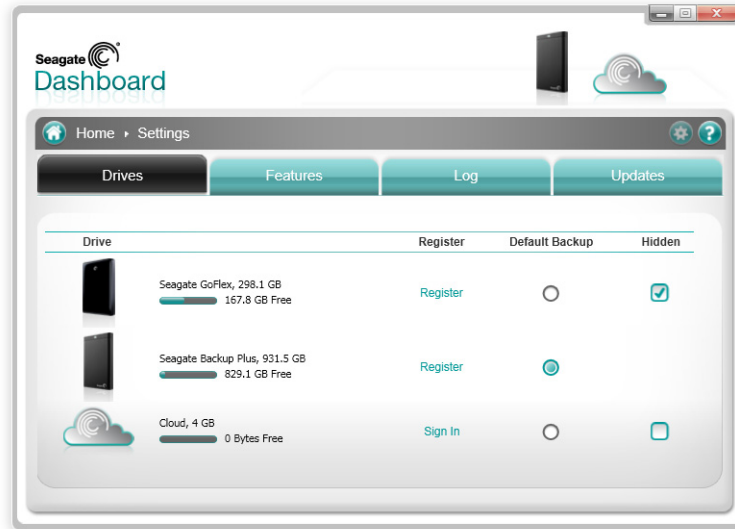 Seagate
Dashboard
Home ▸ Settings
Drives Features Log Updates
Drive Register Default Backup Hidden
Seagate GoFlex, 298.1 GB
167.8 GB Free
Register
Seagate Backup Plus, 931.5 GB
829.1 GB Free
Register
Cloud, 4 GB
0 Bytes Free
Sign In